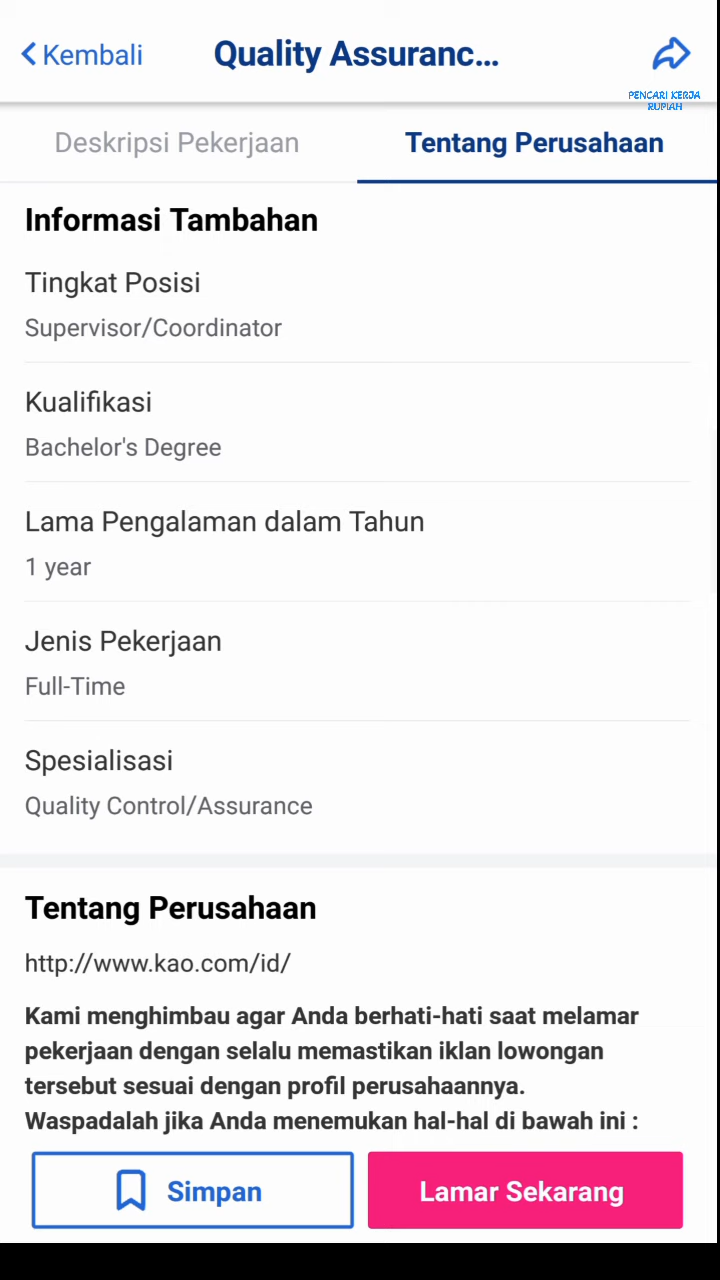 Kembali
Quality Assuranc...
PENCARI KERJA
RUMAH
Deskripsi Pekerjaan
Tentang Perusahaan
Informasi Tambahan
Tingkat Posisi
Supervisor/Coordinator
Kualifikasi
Bachelor's Degree
Lama Pengalaman dalam Tahun
1 year
Jenis Pekerjaan
Full-Time
Spesialisasi
Quality Control/Assurance
Tentang Perusahaan
http://www.kao.com/id/
Kami menghimbau agar Anda berhati-hati saat melamar
pekerjaan dengan selalu memastikan iklan lowongan
tersebut sesuai dengan profil perusahaannya.
Waspadalah jika Anda menemukan hal-hal di bawah ini :
Simpan
Lamar Sekarang